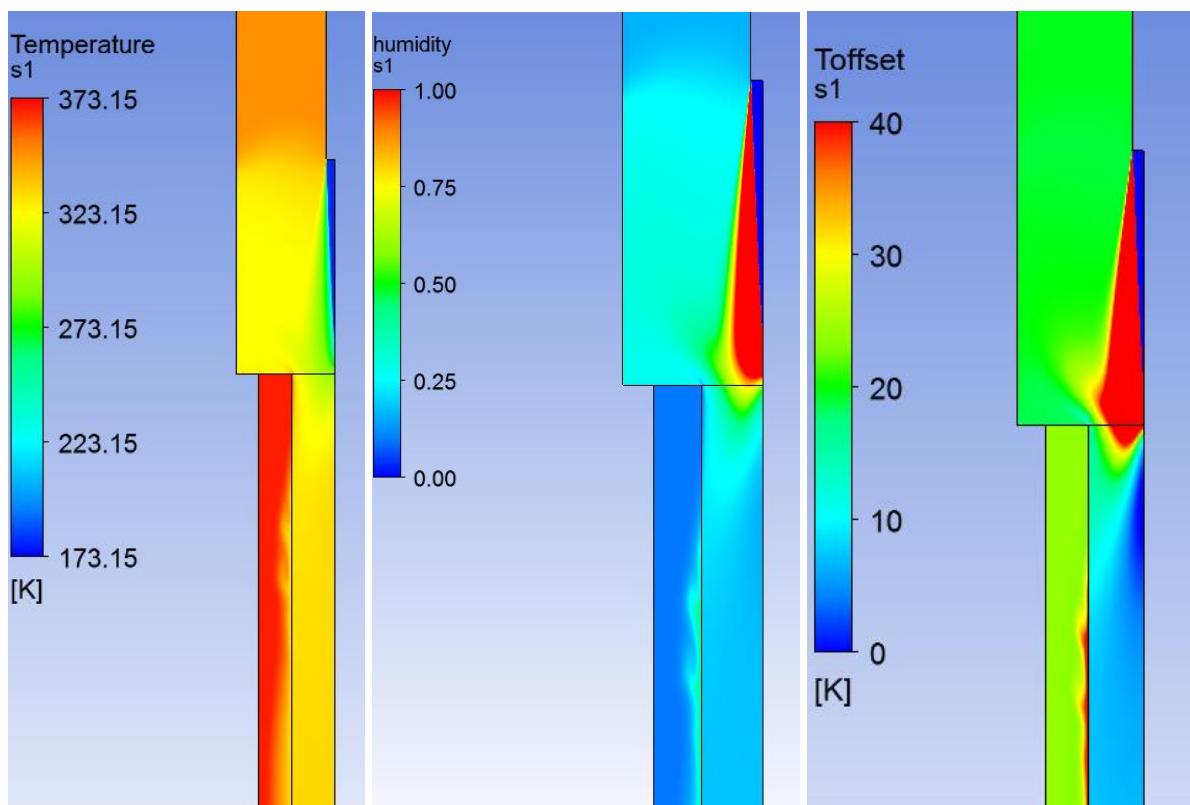 Temperature
s1
373.15
323.15
273.15
223.15
173.15
[K]
humidity
s1
1.00
0.75
0.50
0.25
0.00
Toffset
s1
40
30
20
10
0
[K]